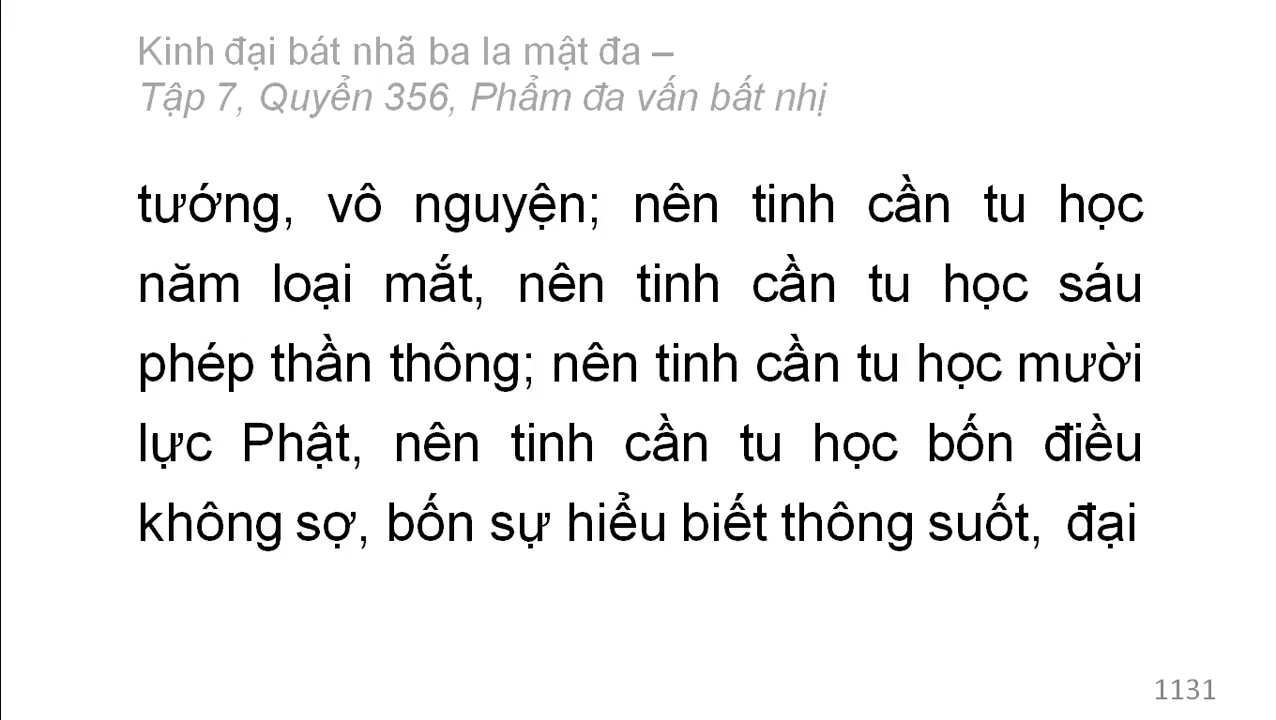 Kinh đại bát nhã ba la mật đa –
Tập 7, Quyển 356, Phẩm đa vấn bất nhị
tướng, vô nguyện; nên tinh cần tu học
năm loại mắt, nên tinh cần tu học sáu
phép thần thông; nên tinh cần tu học mười
lực Phật, nên tinh cần tu học bốn điều
không sợ, bốn sự hiểu biết thông suốt, đại
1131